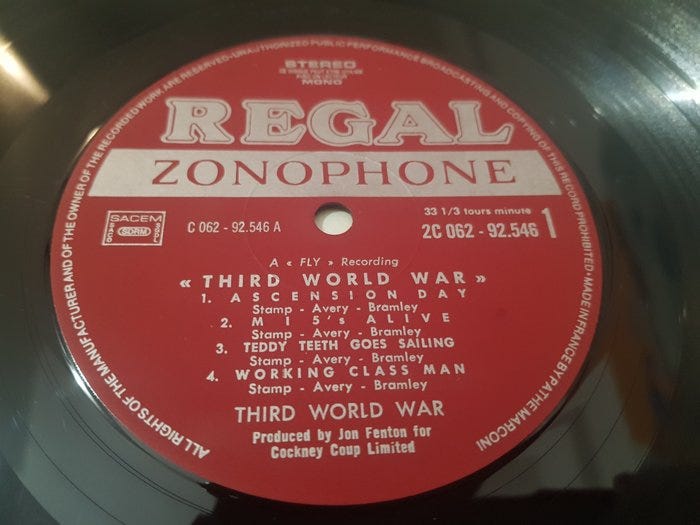 STEREO
MONO
REGAL
ZONOPHONE
SACEM
SDRM
C 062 - 92.546 A
33 1/3 tours minute
2C 062 - 92.546 1
A « FLY » Recording
« THIRD WORLD WAR »
1. ASCENSION DAY
Stamp - Avery - Bramley
2. MI5's ALIVE
Stamp - Avery - Bramley
3. TEDDY TEETH GOES SAILING
Stamp - Avery - Bramley
4. WORKING CLASS MAN
Stamp - Avery - Bramley
THIRD WORLD WAR
Produced by Jon Fenton for
Cockney Coup Limited
ALL RIGHTS OF THE MANUFACTURER AND OF THE OWNER OF THE RECORDED WORK ARE RESERVED • UNAUTHORIZED PUBLIC PERFORMANCE BROADCASTING AND COPYING OF THIS RECORD PROHIBITED • MADE IN FRANCE BY PATHE MARCONI